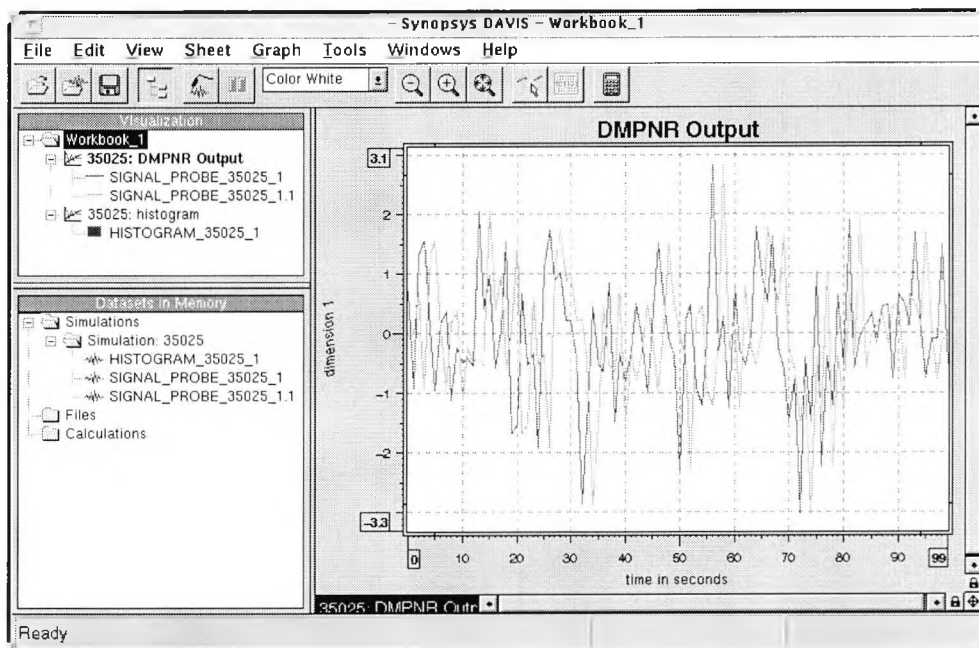 – Synopsys DAVIS – Workbook_1
File Edit View Sheet Graph Tools Windows Help
Color White
Visualization
Workbook_1
35025: DMPNR Output
SIGNAL_PROBE_35025_1
SIGNAL_PROBE_35025_1.1
35025: histogram
HISTOGRAM_35025_1
Datasets in Memory
Simulations
Simulation: 35025
HISTOGRAM_35025_1
SIGNAL_PROBE_35025_1
SIGNAL_PROBE_35025_1.1
Files
Calculations
DMPNR Output
3.1
2
1
0
–1
–2
–3.3
dimension 1
0 10 20 30 40 50 60 70 80 90 99
time in seconds
35025: DMPNR Outp
Ready